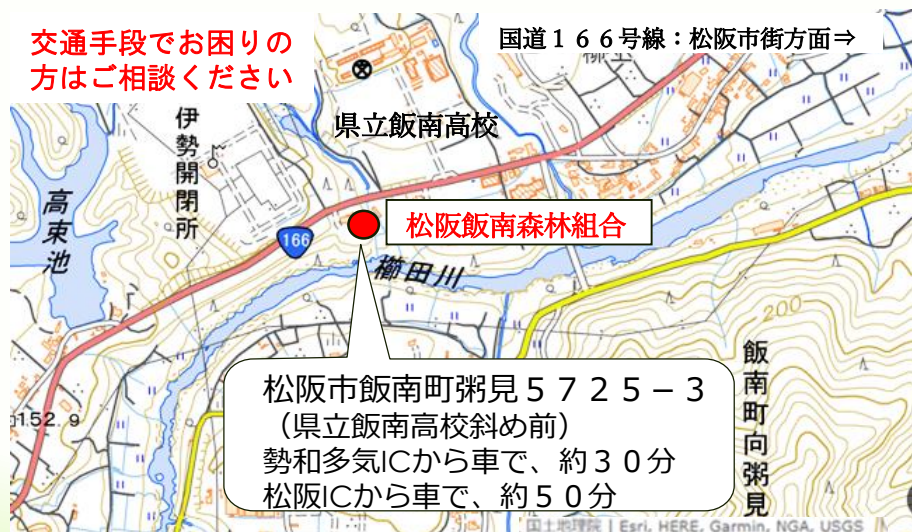 交通手段でお困りの
方はご相談ください
国道１６６号線：松阪市街方面⇒
県立飯南高校
伊勢開閉所
高束池
166
松阪飯南森林組合
櫛田川
200
飯南町向粥見
152.9
松阪市飯南町粥見５７２５－３
（県立飯南高校斜め前）
勢和多気ICから車で、約３０分
松阪ICから車で、約５０分
国土地理院 | Esri, HERE, Garmin, NGA, USGS